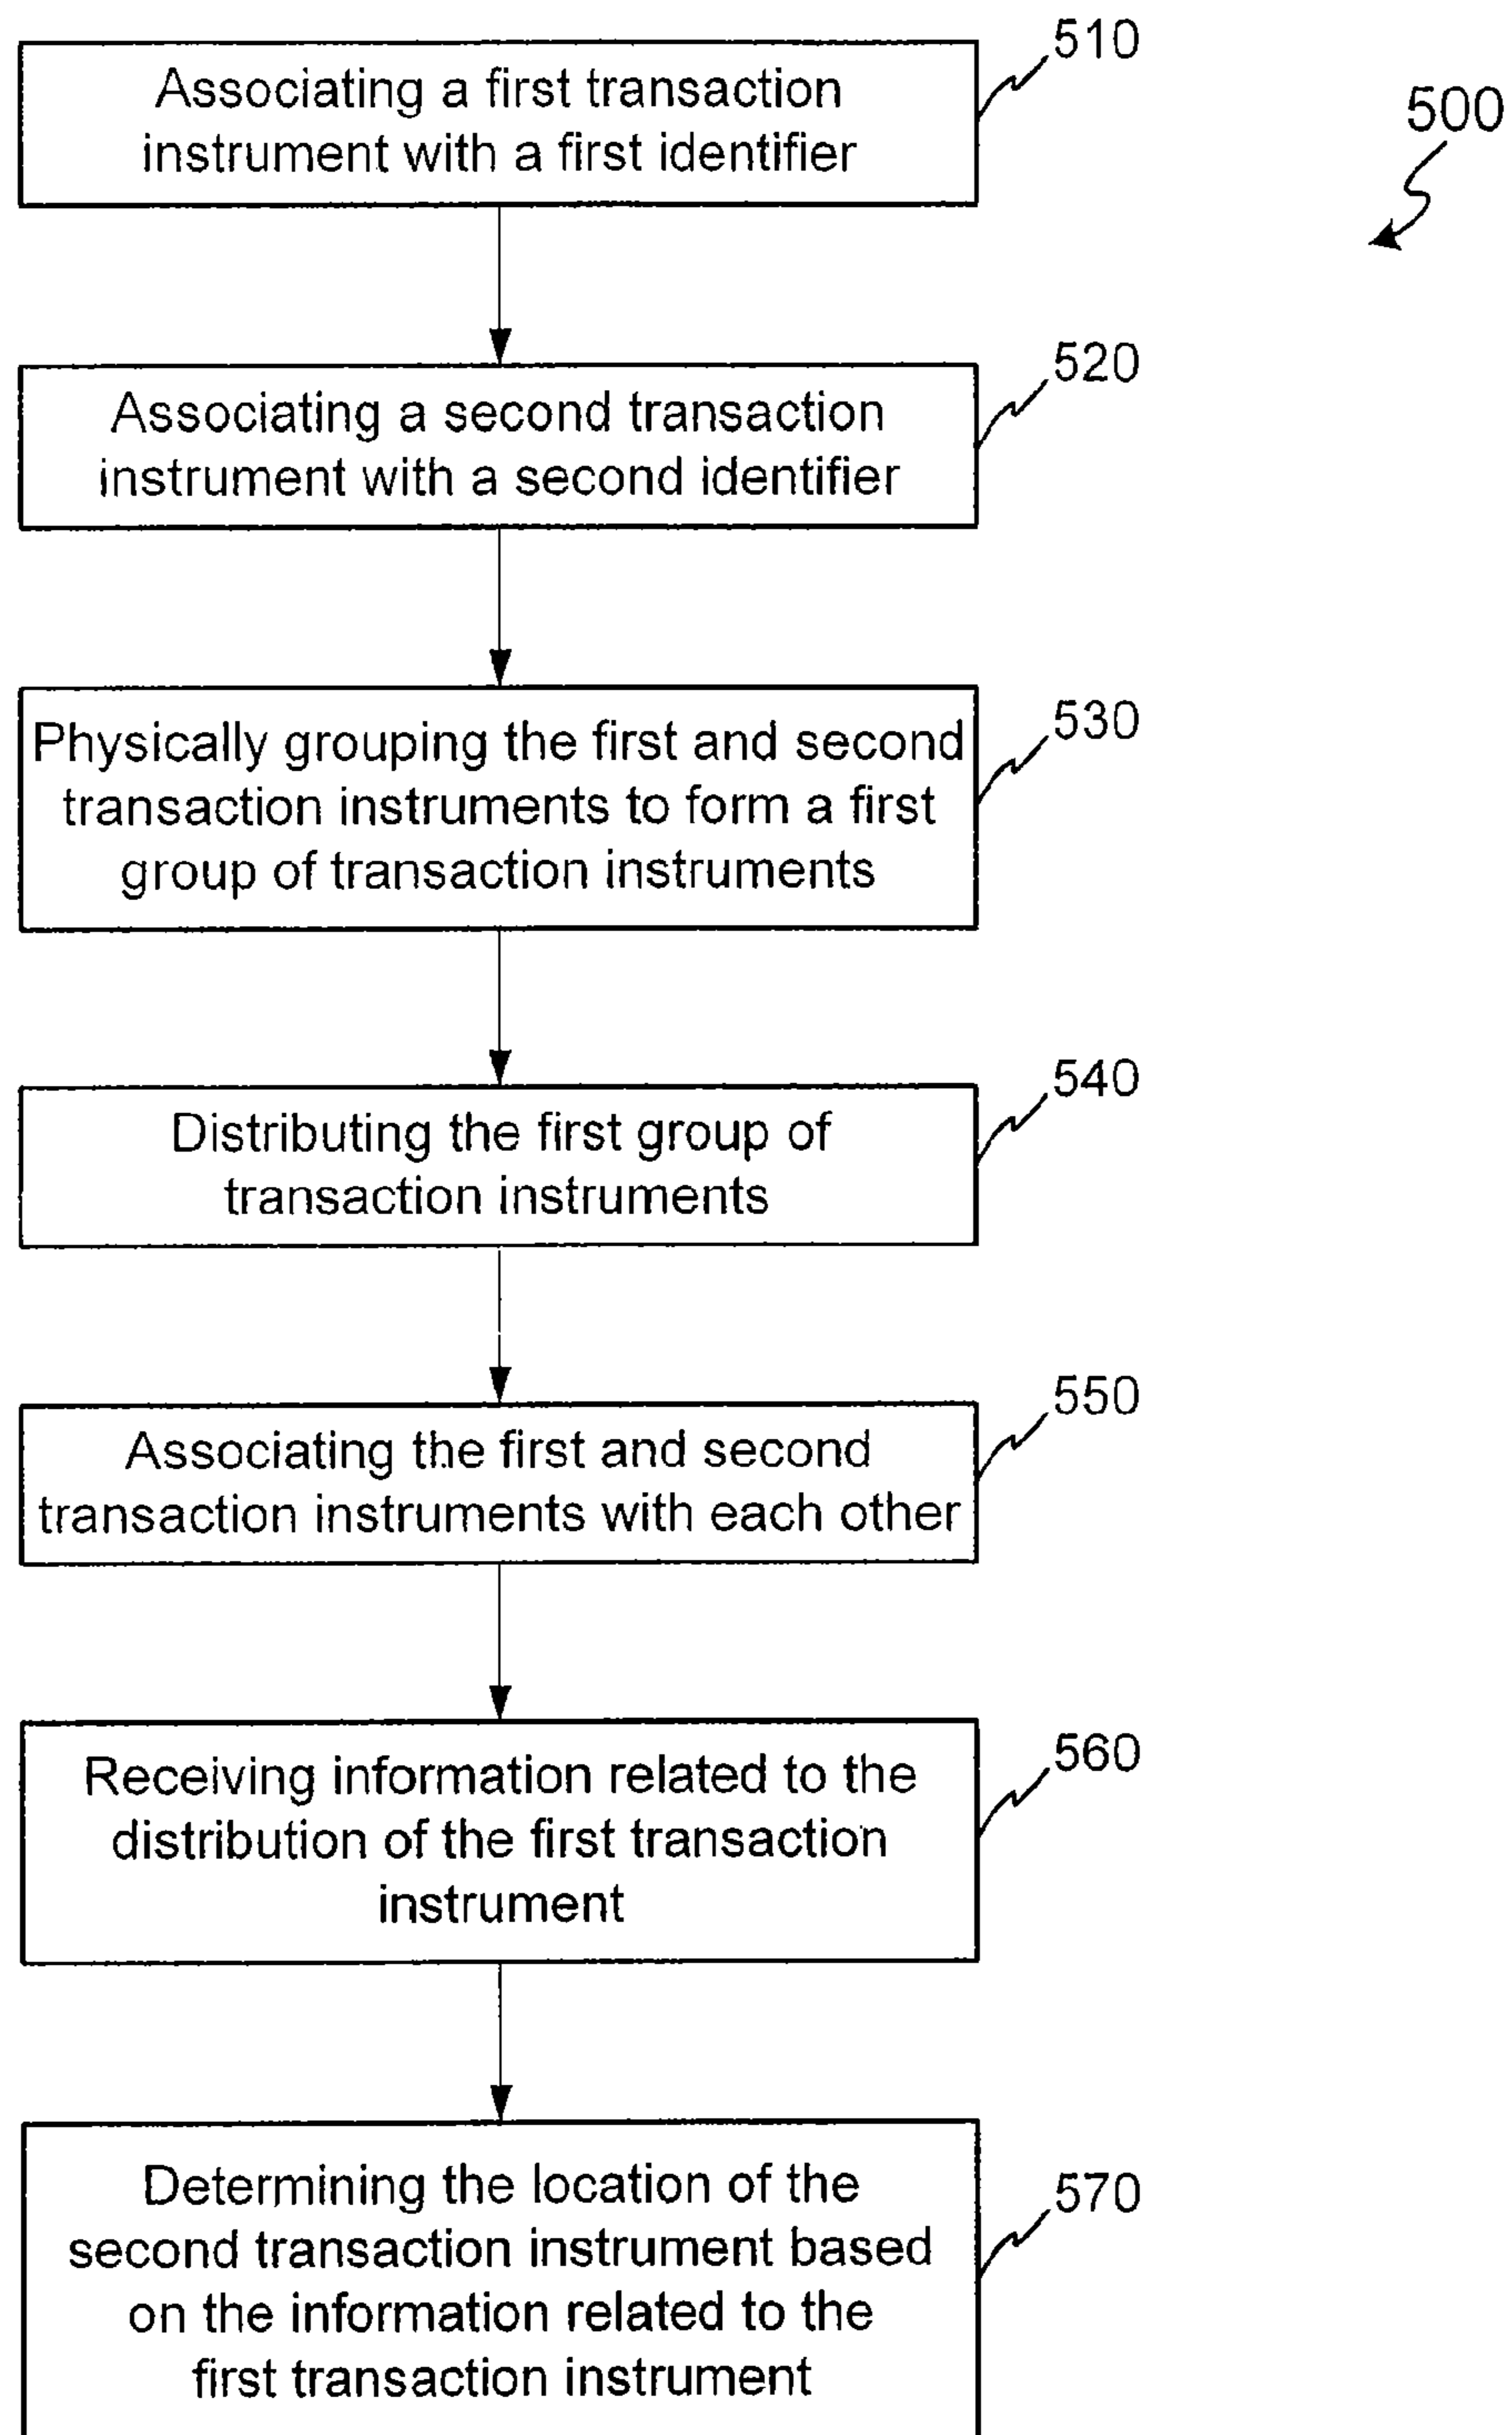 510
Associating a first transaction
instrument with a first identifier
500
520
Associating a second transaction
instrument with a second identifier
530
Physically grouping the first and second
transaction instruments to form a first
group of transaction instruments
540
Distributing the first group of
transaction instruments
550
Associating the first and second
transaction instruments with each other
560
Receiving information related to the
distribution of the first transaction
instrument
570
Determining the location of the
second transaction instrument based
on the information related to the
first transaction instrument